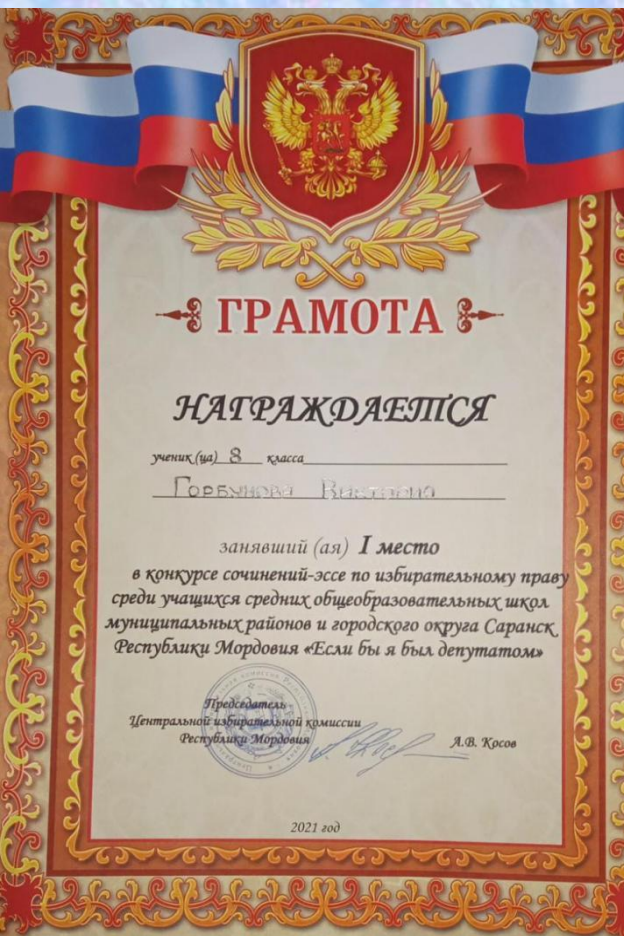 ГРАМОТА
НАГРАЖДАЕТСЯ
ученик (ца) 8 класса
Горбунова Виктория
занявший (ая) I место
в конкурсе сочинений-эссе по избирательному праву
среди учащихся средних общеобразовательных школ
муниципальных районов и городского округа Саранск
Республики Мордовия «Если бы я был депутатом»
Председатель
Центральной избирательной комиссии
Республики Мордовия
А.В. Косов
2021 год